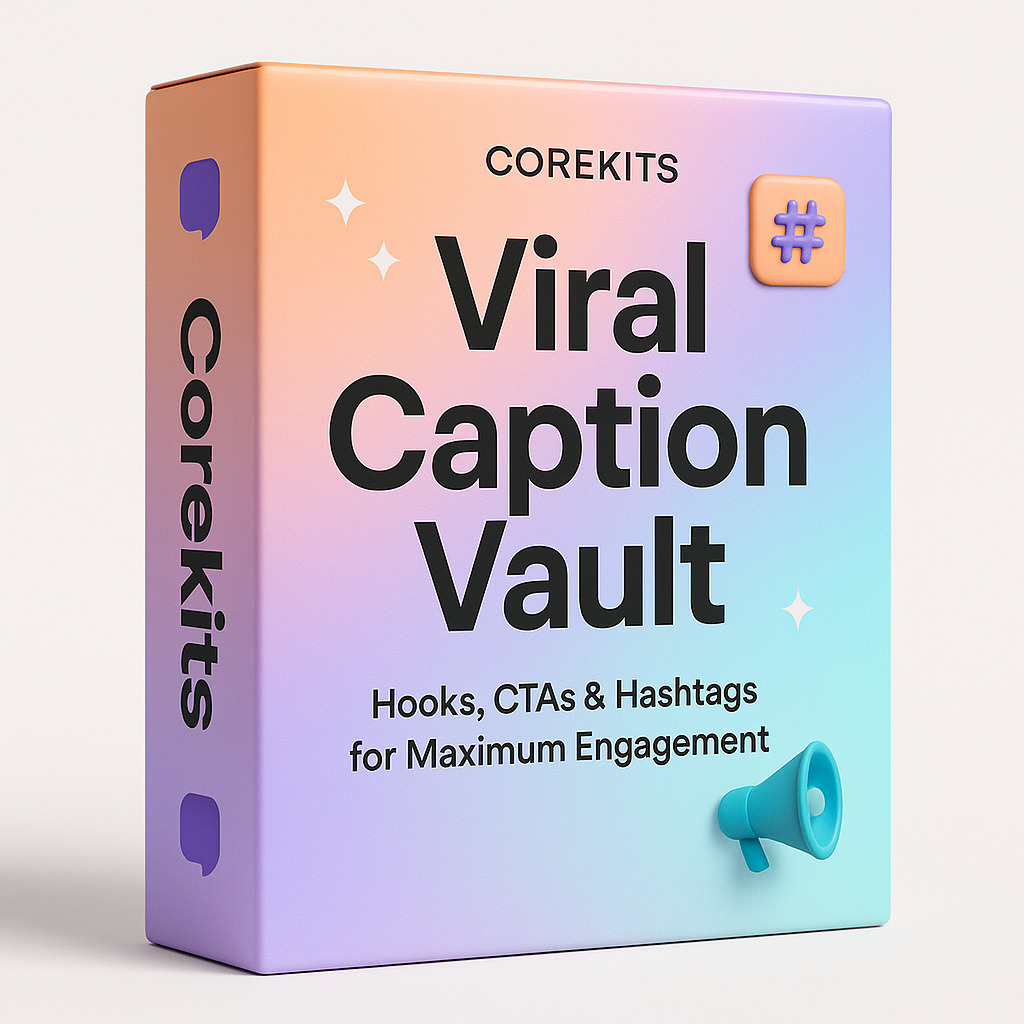 COREKITS
#
Viral
Caption
Vault
Hooks, CTAs & Hashtags
for Maximum Engagement
Corekits